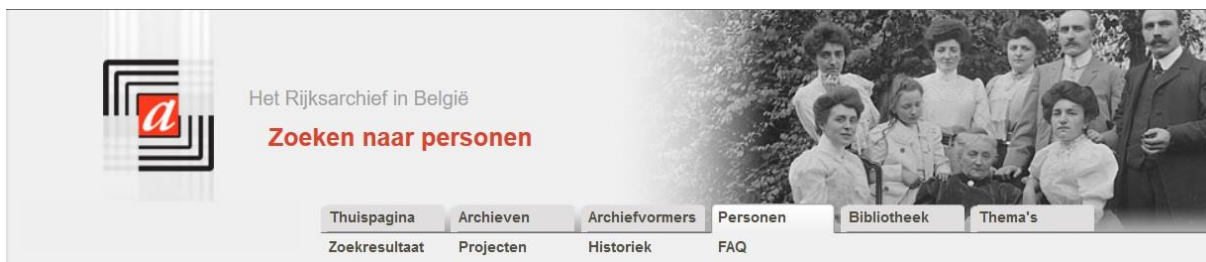 a
Het Rijksarchief in België
Zoeken naar personen
Thuispagina Archieven Archiefvormers Personen Bibliotheek Thema's
Zoekresultaat Projecten Historiek FAQ